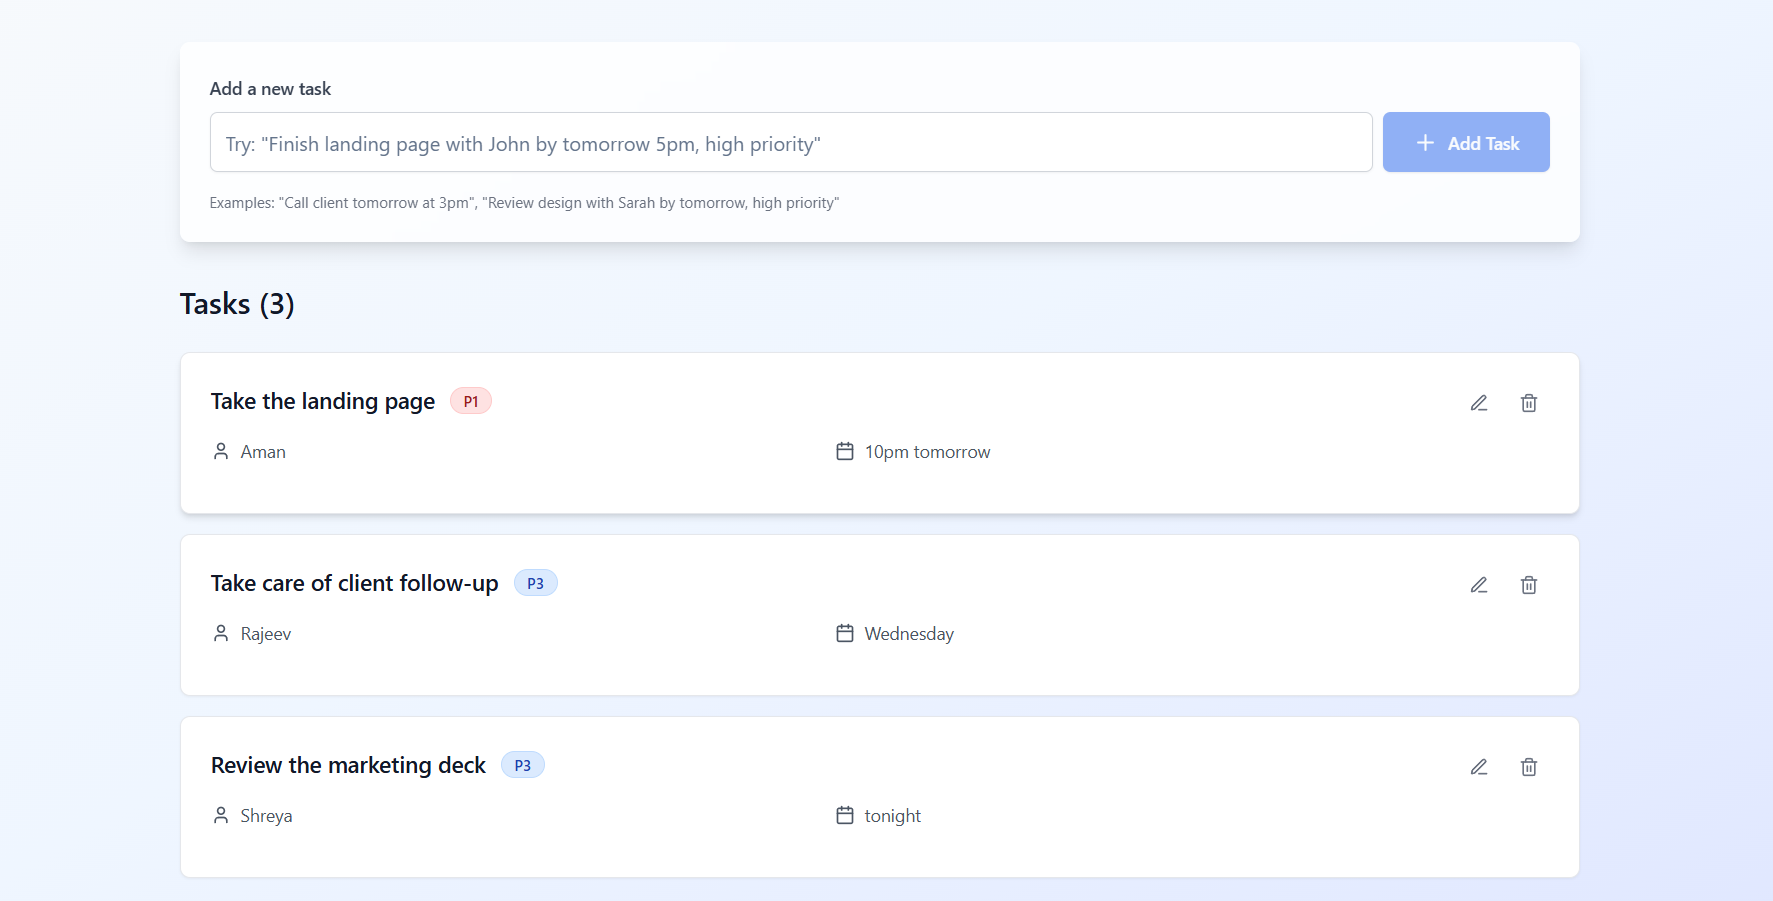 Add a new task
Try: "Finish landing page with John by tomorrow 5pm, high priority"
Add Task
Examples: "Call client tomorrow at 3pm", "Review design with Sarah by tomorrow, high priority"
Tasks (3)
Take the landing page P1
Aman 10pm tomorrow
Take care of client follow-up P3
Rajeev Wednesday
Review the marketing deck P3
Shreya tonight